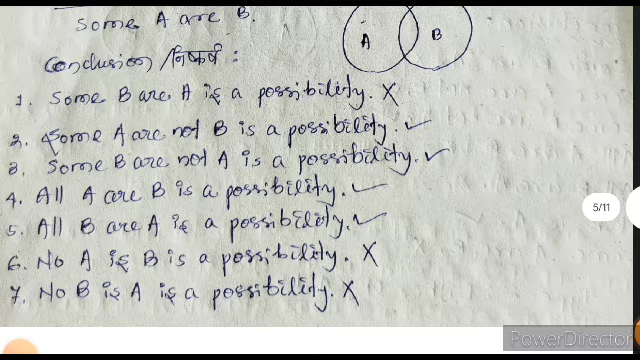 Some A are B.
A B
Conclusion/निष्कर्ष :
1. Some B are A is a possibility. X
2. Some A are not B is a possibility. ✓
3. Some B are not A is a possibility. ✓
4. All A are B is a possibility. ✓
5. All B are A is a possibility. ✓
5/11
6. No A is B is a possibility. X
7. No B is A is a possibility. X
PowerDirector